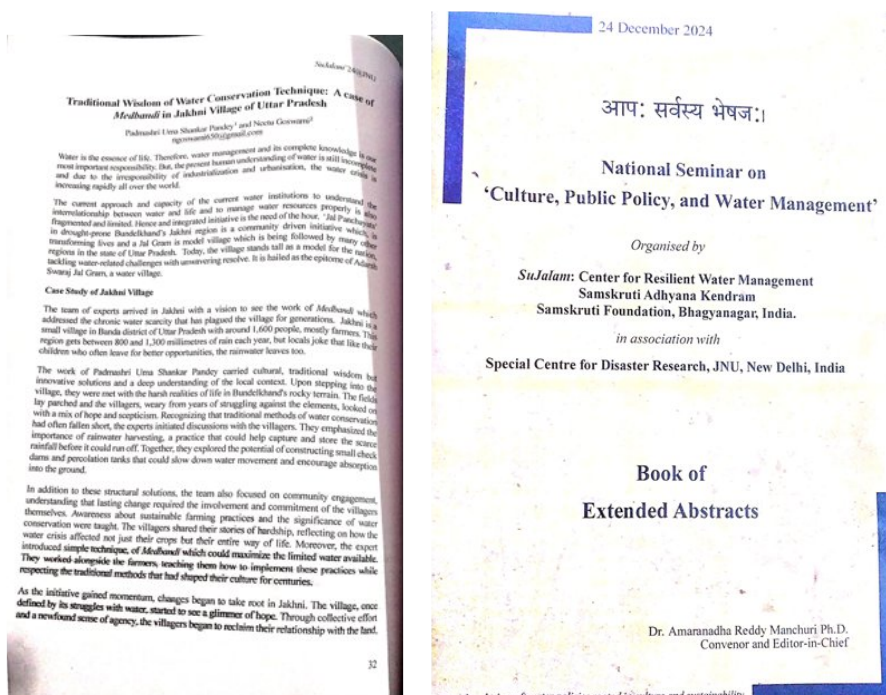 Traditional Wisdom of Water Conservation Technique: A case of
Medbandi in Jakhni Village of Uttar Pradesh
Padmashri Uma Shankar Pandey¹ and Neetu Goswami²
ngoswami650@gmail.com
Water is the essence of life. Therefore, water management and its complete knowledge is our
most important responsibility. But, the present human understanding of water is still incomplete
and due to the irresponsibility of industrialization and urbanisation, the water crisis is
increasing rapidly all over the world.
The current approach and capacity of the current water institutions to understand the
interrelationship between water and life and to manage water resources properly is also
fragmented and limited. Hence and integrated initiative is the need of the hour. 'Jal Panchayats'
in drought-prone Bundelkhand's Jakhni region is a community driven initiative which, is
transforming lives and a Jal Gram is model village which is being followed by many other
regions in the state of Uttar Pradesh. Today, the village stands tall as a model for the nation,
tackling water-related challenges with unwavering resolve. It is hailed as the epitome of Adarsh
Swaraj Jal Gram, a water village.
Case Study of Jakhni Village
The team of experts arrived in Jakhni with a vision to see the work of Medbandi which
addressed the chronic water scarcity that has plagued the village for generations. Jakhni is a
small village in Banda district of Uttar Pradesh with around 1,600 people, mostly farmers. This
region gets between 800 and 1,300 millimetres of rain each year, but locals joke that like their
children who often leave for better opportunities, the rainwater leaves too.
The work of Padmashri Uma Shankar Pandey carried cultural, traditional wisdom but
innovative solutions and a deep understanding of the local context. Upon stepping into the
village, they were met with the harsh realities of life in Bundelkhand's rocky terrain. The fields
lay parched and the villagers, weary from years of struggling against the elements, looked on
with a mix of hope and scepticism. Recognizing that traditional methods of water conservation
had often fallen short, the experts initiated discussions with the villagers. They emphasized the
importance of rainwater harvesting, a practice that could help capture and store the scarce
rainfall before it could run off. Together, they explored the potential of constructing small check
dams and percolation tanks that could slow down water movement and encourage absorption
into the ground.
In addition to these structural solutions, the team also focused on community engagement,
understanding that lasting change required the involvement and commitment of the villagers
themselves. Awareness about sustainable farming practices and the significance of water
conservation were taught. The villagers shared their stories of hardship, reflecting on how the
water crisis affected not just their crops but their entire way of life. Moreover, the expert
introduced simple technique, of Medbandi which could maximize the limited water available.
They worked alongside the farmers, teaching them how to implement these practices while
respecting the traditional methods that had shaped their culture for centuries.
As the initiative gained momentum, changes began to take root in Jakhni. The village, once
defined by its struggles with water, started to see a glimmer of hope. Through collective effort
and a newfound sense of agency, the villagers began to reclaim their relationship with the land.
32
24 December 2024
आप: सर्वस्य भेषज:।
National Seminar on
'Culture, Public Policy, and Water Management'
Organised by
SuJalam: Center for Resilient Water Management
Samskruti Adhyana Kendram
Samskruti Foundation, Bhagyanagar, India.
in association with
Special Centre for Disaster Research, JNU, New Delhi, India
Book of
Extended Abstracts
Dr. Amaranadha Reddy Manchuri Ph.D.
Convenor and Editor-in-Chief